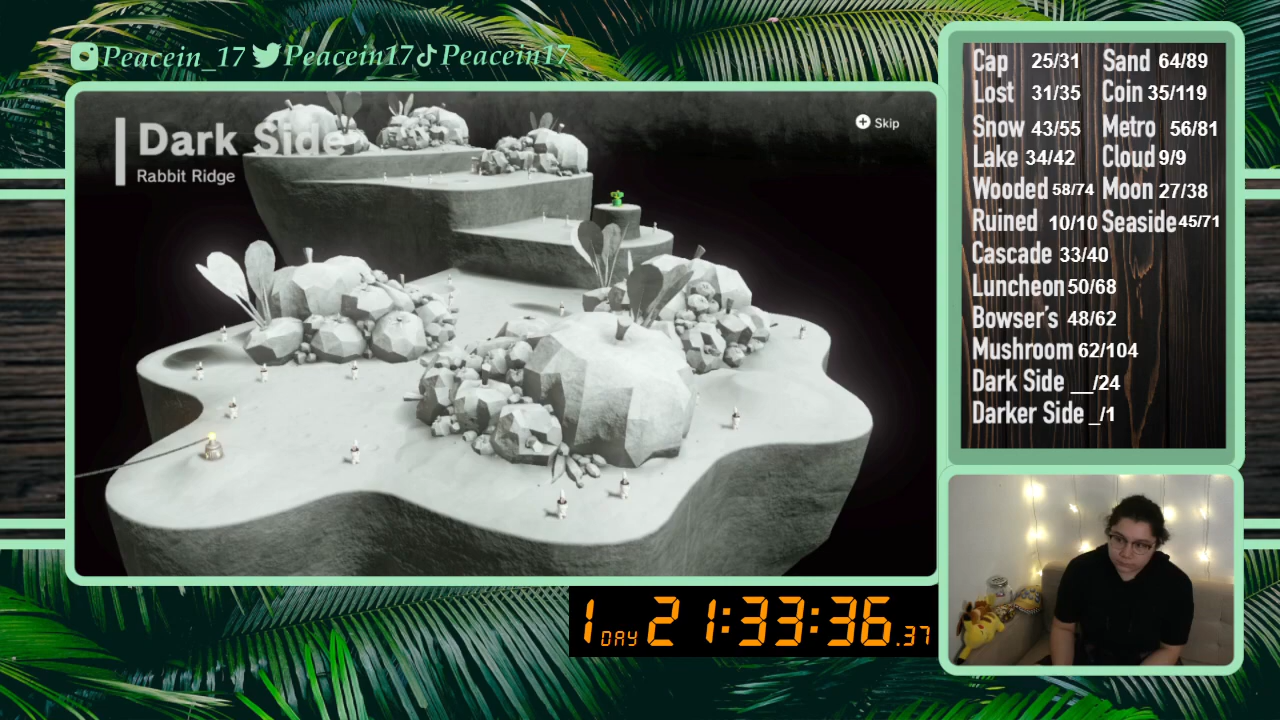 Peacein_17 Peacein17 Peacein17
Dark Side
Rabbit Ridge
Skip
Cap 25/31 Sand 64/89
Lost 31/35 Coin 35/119
Snow 43/55 Metro 56/81
Lake 34/42 Cloud 9/9
Wooded 58/74 Moon 27/38
Ruined 10/10 Seaside 45/71
Cascade 33/40
Luncheon 50/68
Bowser's 48/62
Mushroom 62/104
Dark Side __/24
Darker Side _/1
1 DAY 21:33:36.37